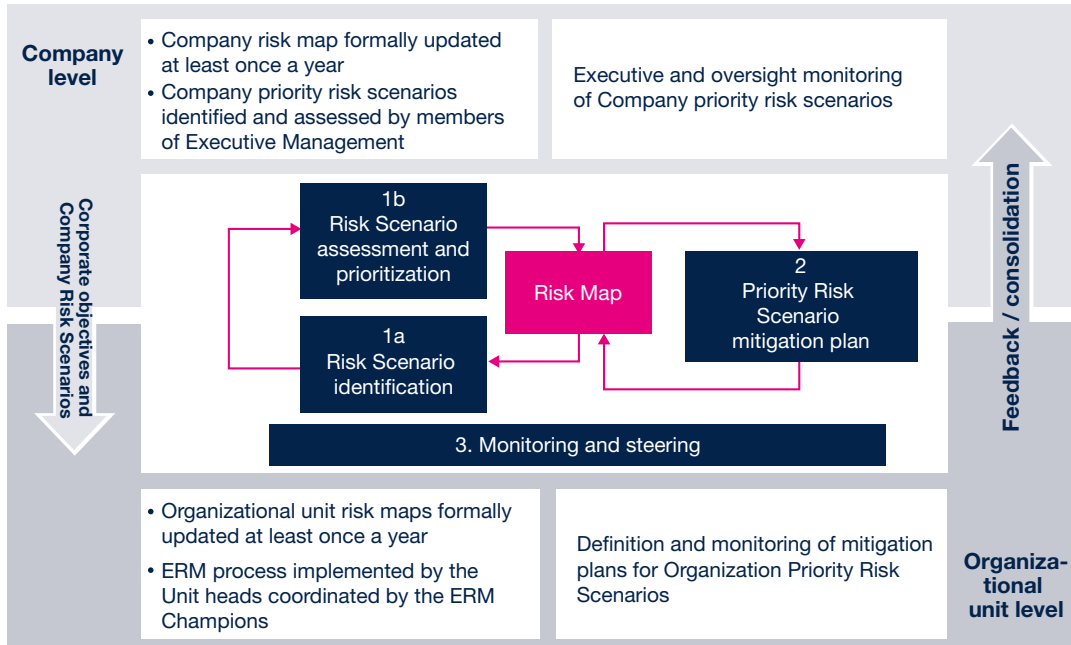 Company
level
• Company risk map formally updated
at least once a year
• Company priority risk scenarios
identified and assessed by members
of Executive Management
Executive and oversight monitoring
of Company priority risk scenarios
Corporate objectives and
Company Risk Scenarios
1b
Risk Scenario
assessment and
prioritization
Risk Map
2
Priority Risk
Scenario
mitigation plan
1a
Risk Scenario
identification
3. Monitoring and steering
Feedback / consolidation
• Organizational unit risk maps formally
updated at least once a year
• ERM process implemented by the
Unit heads coordinated by the ERM
Champions
Definition and monitoring of mitigation
plans for Organization Priority Risk
Scenarios
Organiza-
tional
unit level